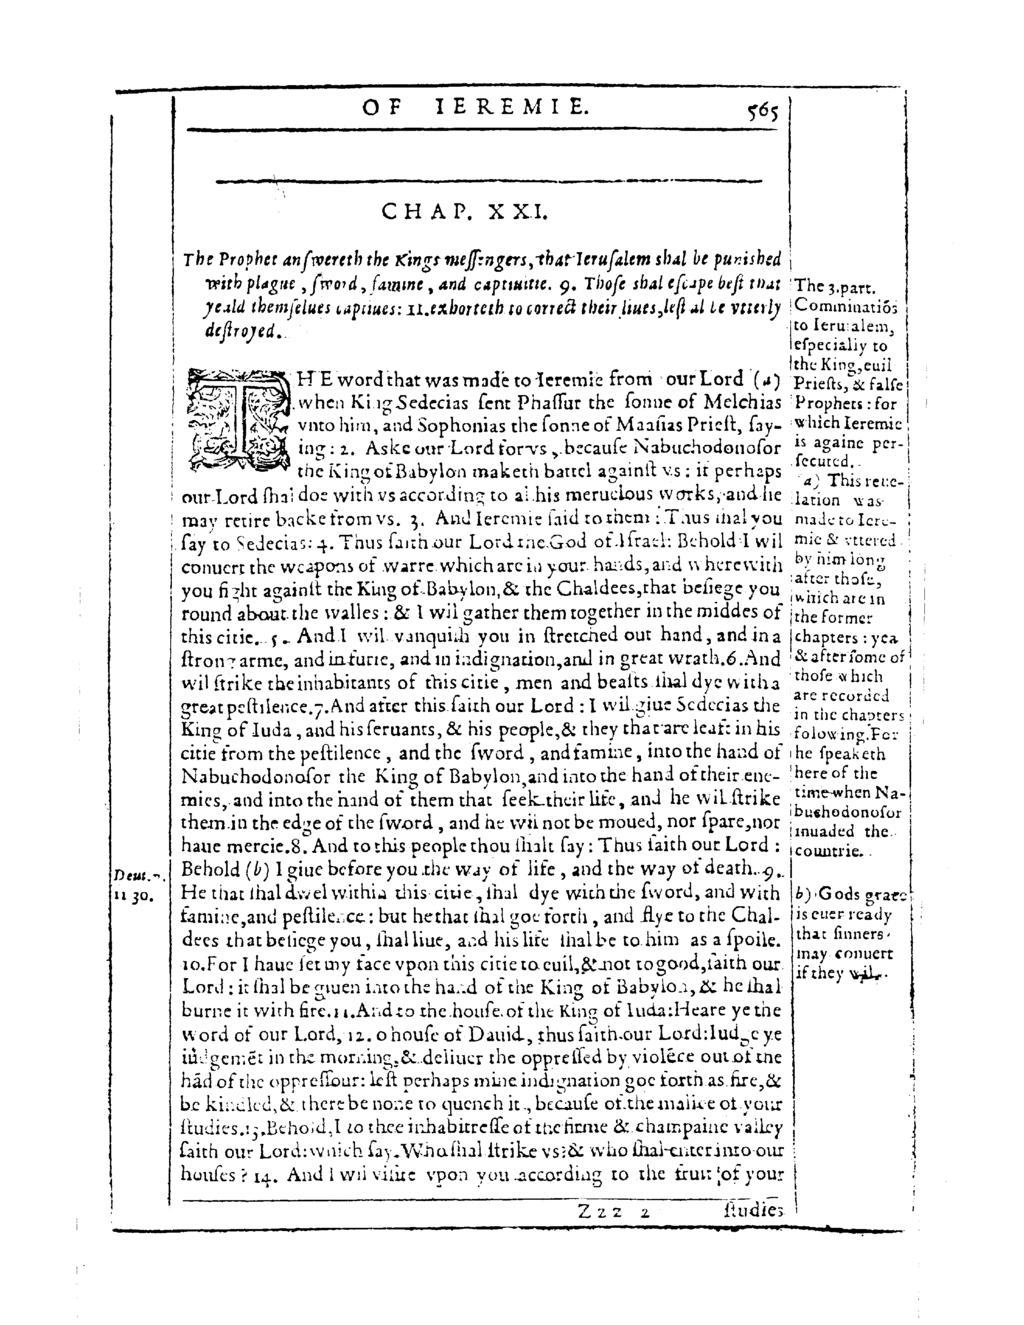 OF IEREMIE. 565
CHAP. XXI.
The Prophet anſwereth the Kings meſſengers, that Ieruſalem shal be punished
with plague, ſword, famine, and captiuitie. 9. Thoſe shal eſcape beſt that
yeald themſelues captiues: 11. exhorteth to correct their liues, leſt al be vtterly
deſtroyed.
THE word that was made to Ieremie from our Lord (a)
when King Sedecias ſent Phaſſur the ſonne of Melchias
vnto him, and Sophonias the ſonne of Maaſias Prieſt, ſay-
ing: 2. Aske our Lord for vs, becauſe Nabuchodonoſor
the King of Babylon maketh battel againſt vs: if perhaps
our Lord ſhal doe with vs according to al his meruelous works, and he
may retire backe from vs. 3. And Ieremie ſaid to them: Thus ſhal you
ſay to Sedecias: 4. Thus ſaith our Lord the God of Iſrael: Behold I wil
conuert the weapons of warre which are in your hands, and wherewith
you fight againſt the King of Babylon, & the Chaldees, that beſiege you
round about the walles: & I wil gather them together in the middes of
this citie. 5. And I wil vanquiſh you in ſtretched out hand, and in a
ſtrong arme, and in furie, and in indignation, and in great wrath. 6. And
wil ſtrike the inhabitants of this citie, men and beaſts ſhal dye with a
great peſtilence. 7. And after this ſaith our Lord: I wil giue Sedecias the
King of Iuda, and his ſeruants, & his people, & they that are leaft in his
citie from the peſtilence, and the ſword, and famine, into the hand of
Nabuchodonoſor the King of Babylon, and into the hand of their ene-
mies, and into the hand of them that ſeek their life, and he wil ſtrike
them in the edge of the ſword, and he wil not be moued, nor ſpare, nor
haue mercie. 8. And to this people thou ſhalt ſay: Thus ſaith our Lord:
Behold (b) I giue before you the way of life, and the way of death. 9.
He that ſhal dwel within this citie, ſhal dye with the ſword, and with
famine, and peſtilence: but he that ſhal goe forth, and flye to the Chal-
dees that beſiege you, ſhal liue, and his life ſhal be to him as a ſpoile.
10. For I haue ſet my face vpon this citie to euil, & not to good, ſaith our
Lord: it ſhal be giuen into the hand of the King of Babylon, & he ſhal
burne it with fire. 11. And to the houſe of the King of Iuda: Heare ye the
word of our Lord, 12. o houſe of Dauid, thus ſaith our Lord: Iudge ye
iudgemēt in the morning, & deliuer the oppreſſed by violēce out of the
hād of the oppreſſour: leſt perhaps mine indignation goe forth as fire, &
be kindled, & there be none to quench it, becauſe of the malice of your
ſtudies. 13. Behold, I to thee inhabitreſſe of the firme & champaine valley
ſaith our Lord: which ſay. Who ſhal ſtrike vs? & who ſhal enter into our
houſes? 14. And I wil viſite vpon you according to the fruit of your
Zzz 2 ſtudies
Deut.
11 30.
The 3. part.
Comminatiōs
to Ieruſalem,
eſpecially to
the King, euil
Prieſts, & falſe
Prophets: for
which Ieremie
is againe per-
ſecuted.
a) This reue-
lation was
made to Iere-
mie & vttered
by him long
after thoſe,
which are in
the former
chapters: yea
& after ſome of
thoſe which
are recorded
in the chapters
folowing. For
he ſpeaketh
here of the
time when Na-
buchodonoſor
inuaded the
countrie.
b) Gods grace
is euer ready
that ſinners
may conuert
if they wil.